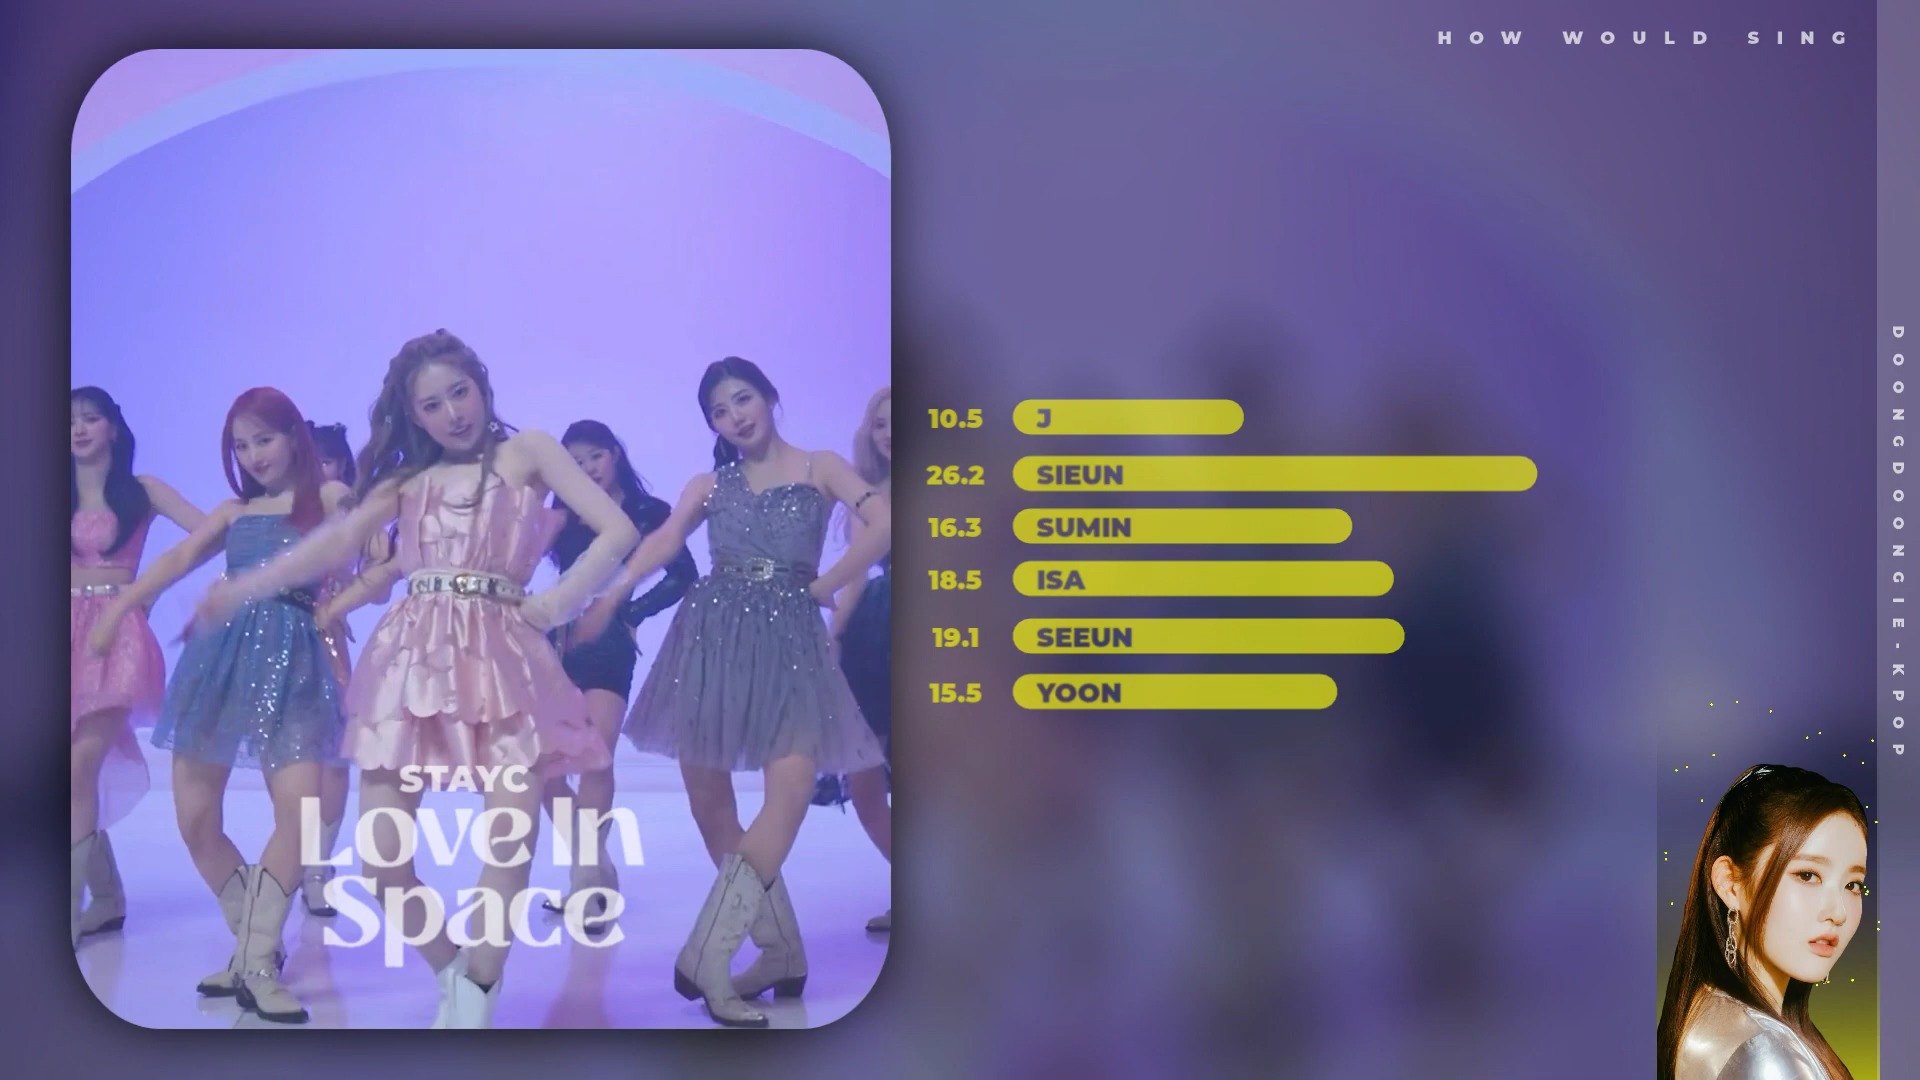 HOW WOULD SING
10.5 J
26.2 SIEUN
16.3 SUMIN
18.5 ISA
19.1 SEEUN
15.5 YOON
STAYC
Love In
Space
DOONGDOONGIE-KPOP